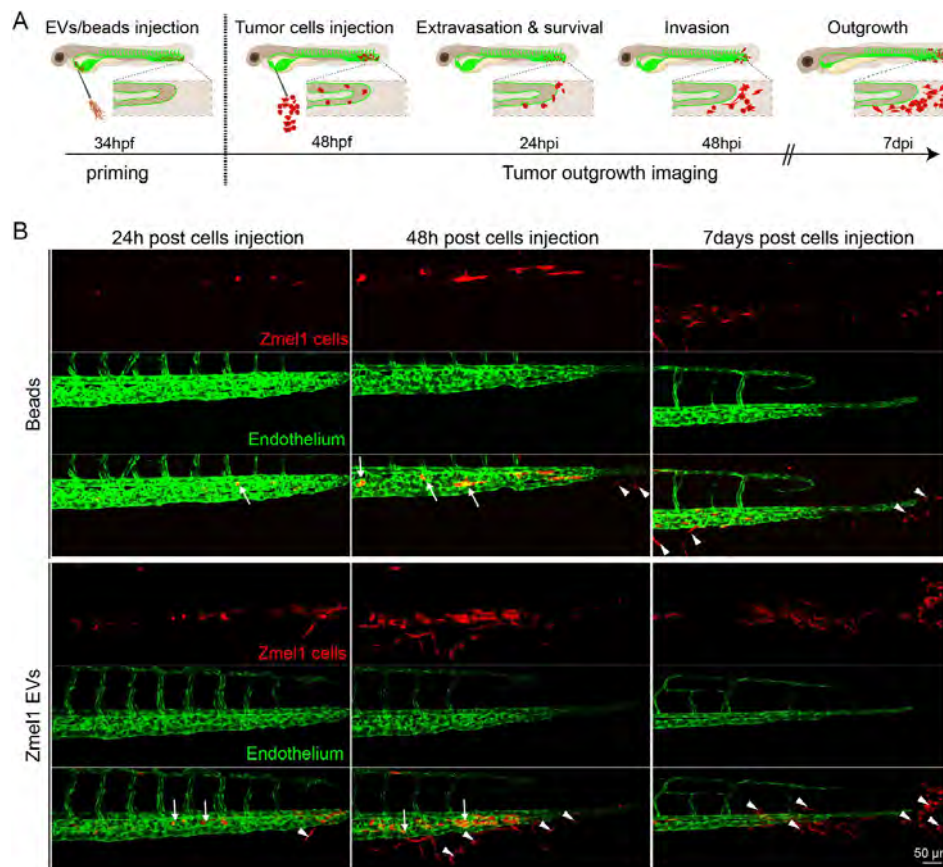 A
EVs/beads injection
Tumor cells injection
Extravasation & survival
Invasion
Outgrowth
34hpf
48hpf
24hpi
48hpi
7dpi
priming
Tumor outgrowth imaging
B
24h post cells injection
48h post cells injection
7days post cells injection
Beads
Zmel1 cells
Endothelium
Zmel1 EVs
Zmel1 cells
Endothelium
50 µm